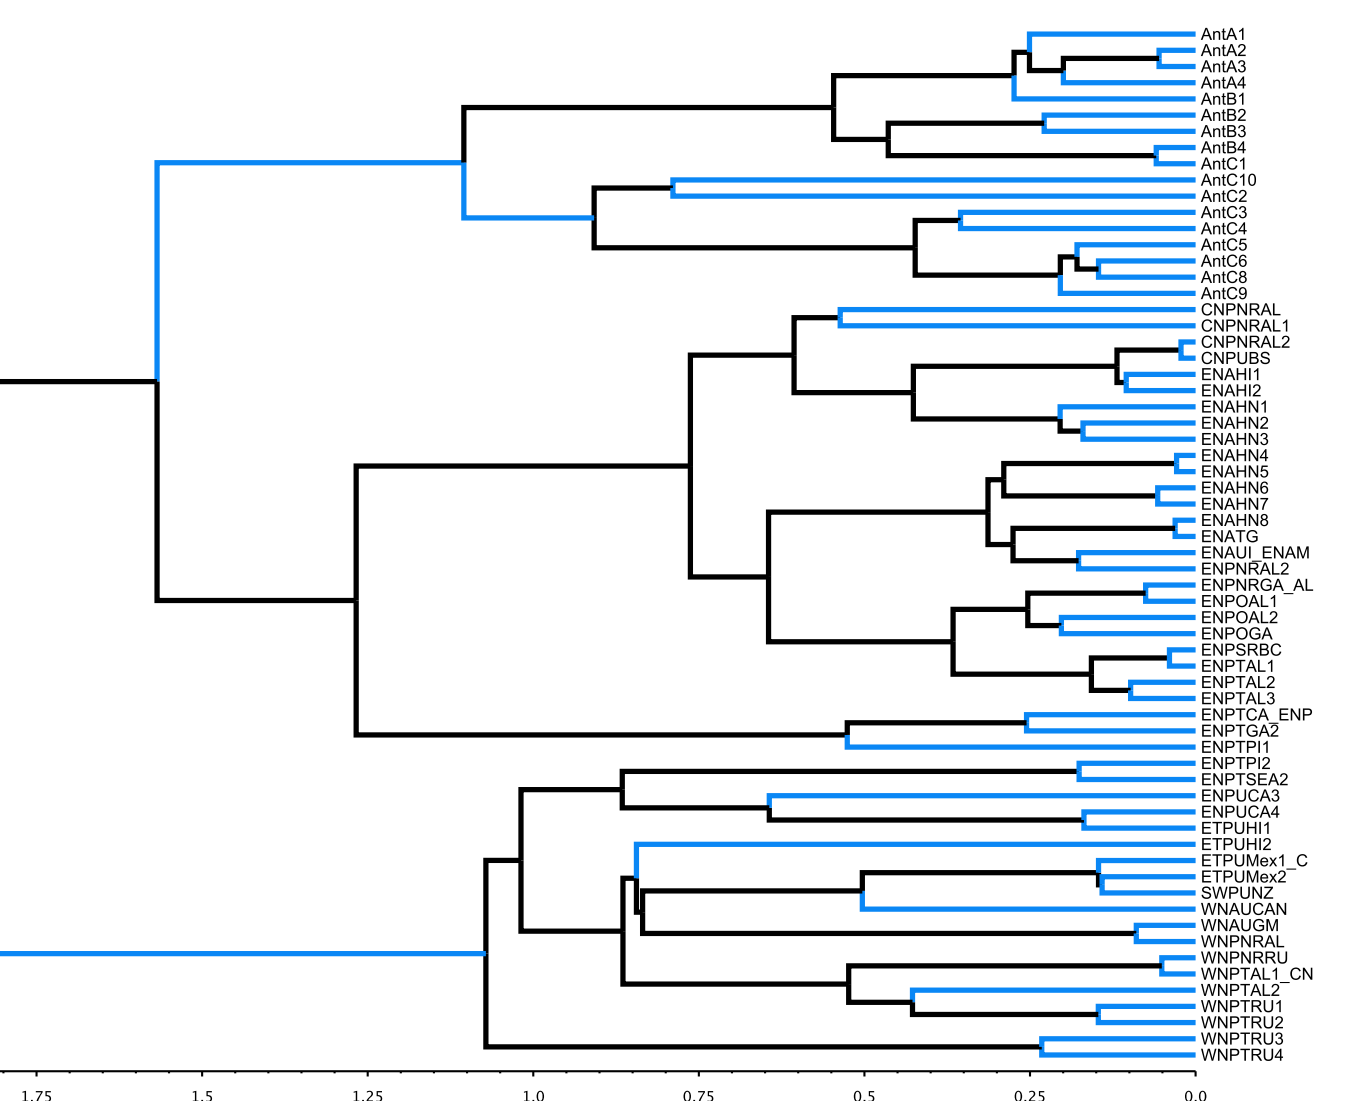 AntA1
AntA2
AntA3
AntA4
AntB1
AntB2
AntB3
AntB4
AntC1
AntC10
AntC2
AntC3
AntC4
AntC5
AntC6
AntC8
AntC9
CNPNRAL
CNPNRAL1
CNPNRAL2
CNPUBS
ENAHI1
ENAHI2
ENAHN1
ENAHN2
ENAHN3
ENAHN4
ENAHN5
ENAHN6
ENAHN7
ENAHN8
ENATG
ENAUI_ENAM
ENPNRAL2
ENPNRGA_AL
ENPOAL1
ENPOAL2
ENPOGA
ENPSRBC
ENPTAL1
ENPTAL2
ENPTAL3
ENPTCA_ENP
ENPTGA2
ENPTPI1
ENPTPI2
ENPTSEA2
ENPUCA3
ENPUCA4
ETPUHI1
ETPUHI2
ETPUMex1_C
ETPUMex2
SWPUNZ
WNAUCAN
WNAUGM
WNPNRAL
WNPNRRU
WNPTAL1_CN
WNPTAL2
WNPTRU1
WNPTRU2
WNPTRU3
WNPTRU4
1.75 1.5 1.25 1.0 0.75 0.5 0.25 0.0